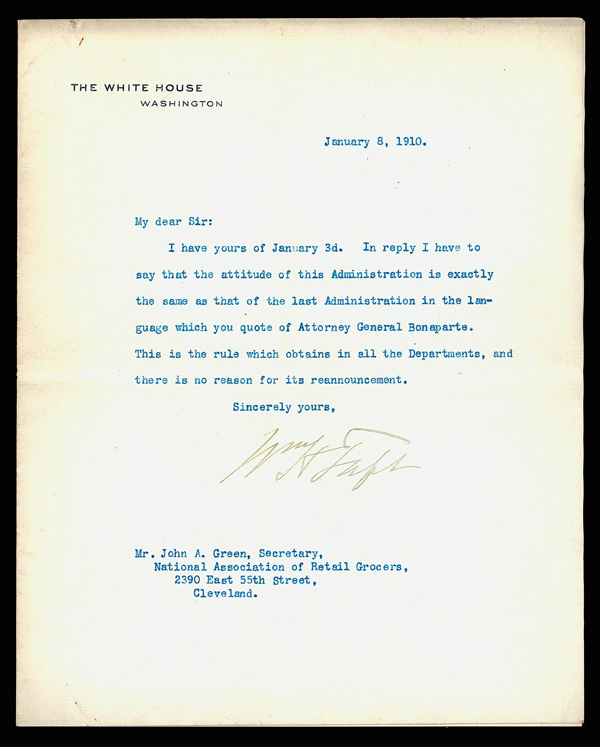 THE WHITE HOUSE
WASHINGTON
January 8, 1910.
My dear Sir:
I have yours of January 3d. In reply I have to
say that the attitude of this Administration is exactly
the same as that of the last Administration in the lan-
guage which you quote of Attorney General Bonaparte.
This is the rule which obtains in all the Departments, and
there is no reason for its reannouncement.
Sincerely yours,
Wm H Taft
Mr. John A. Green, Secretary,
National Association of Retail Grocers,
2390 East 55th Street,
Cleveland.